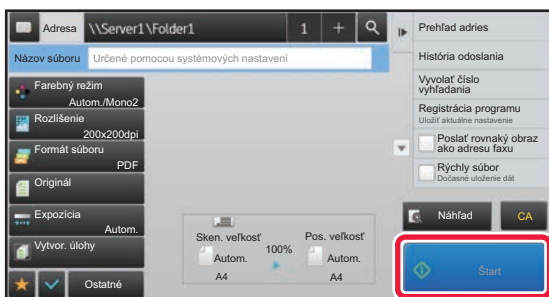 Adresa
\\Server1\Folder1
1
+
Názov súboru
Určené pomocou systémových nastavení
Farebný režim
Autom./Mono2
Rozlíšenie
200x200dpi
Formát súboru
PDF
Originál
Expozícia
Autom.
Vytvor. úlohy
Ostatné
Sken. veľkosť
100%
Pos. veľkosť
Autom.
Autom.
A4
A4
Prehľad adries
História odoslania
Vyvolať číslo
vyhľadania
Registrácia programu
Uložiť aktuálne nastavenie
Poslať rovnaký obraz
ako adresu faxu
Rýchly súbor
Dočasné uloženie dát
Náhľad
CA
Štart